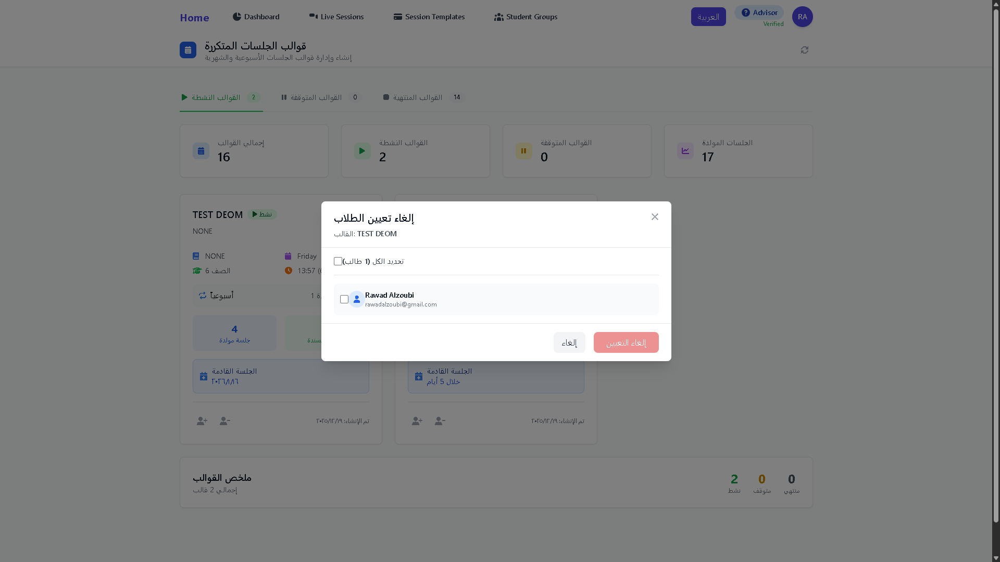 Home
Dashboard
Live Sessions
Session Templates
Student Groups
العربية
Advisor
Verified
RA
قوالب الجلسات المتكررة
إنشاء وإدارة قوالب الجلسات الأسبوعية والشهرية
القوالب النشطة 2
القوالب المتوقفة 0
القوالب المنتهية 14
إجمالي القوالب
16
القوالب النشطة
2
القوالب المتوقفة
0
الجلسات المولدة
17
TEST DEOM
نشط
NONE
NONE
Friday
الصف 6
13:57
أسبوعياً
4
جلسة مولدة
الجلسة القادمة
٢٠٢٦/١/١٦
تم الإنشاء: ٢٠٢٥/١٢/١٩
الجلسة القادمة
خلال 5 أيام
تم الإنشاء: ٢٠٢٥/١٢/١٩
إلغاء تعيين الطلاب
القالب: TEST DEOM
تحديد الكل (1 طالب)
Rawad Alzoubi
rawadalzoubi@gmail.com
إلغاء
إلغاء التعيين
ملخص القوالب
إجمالي 2 قالب
2
نشط
0
متوقف
0
منتهي